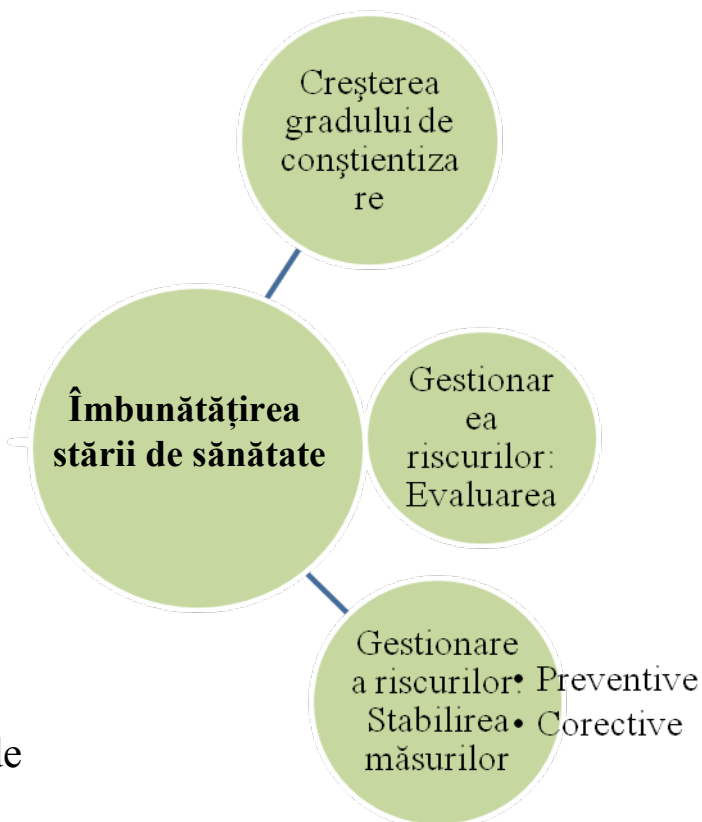 Creşterea
gradului de
conştientiza
re
Îmbunătățirea
stării de sănătate
Gestionar
ea
riscurilor:
Evaluarea
Gestionare
a riscurilor:
Stabilirea
măsurilor
• Preventive
• Corective